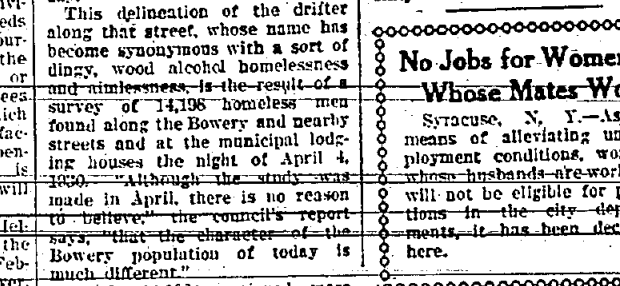 This delineation of the drifter
along that street, whose name has
become synonymous with a sort of
dingy, wood alcohol homelessness
and aimlessness, is the result of a
survey of 14,196 homeless men
found along the Bowery and nearby
streets and at the municipal lodg-
ing houses the night of April 4,
1930. "Although the study was
made in April, there is no reason
to believe," the council's report
says, "that the character of the
Bowery population of today is
much different."
No Jobs for Wome
Whose Mates Wo
Syracuse, N. Y.—As
means of alleviating un
ployment conditions, wo
whose husbands are work
will not be eligible for p
tions in the city dep
ments, it has been dec
here.